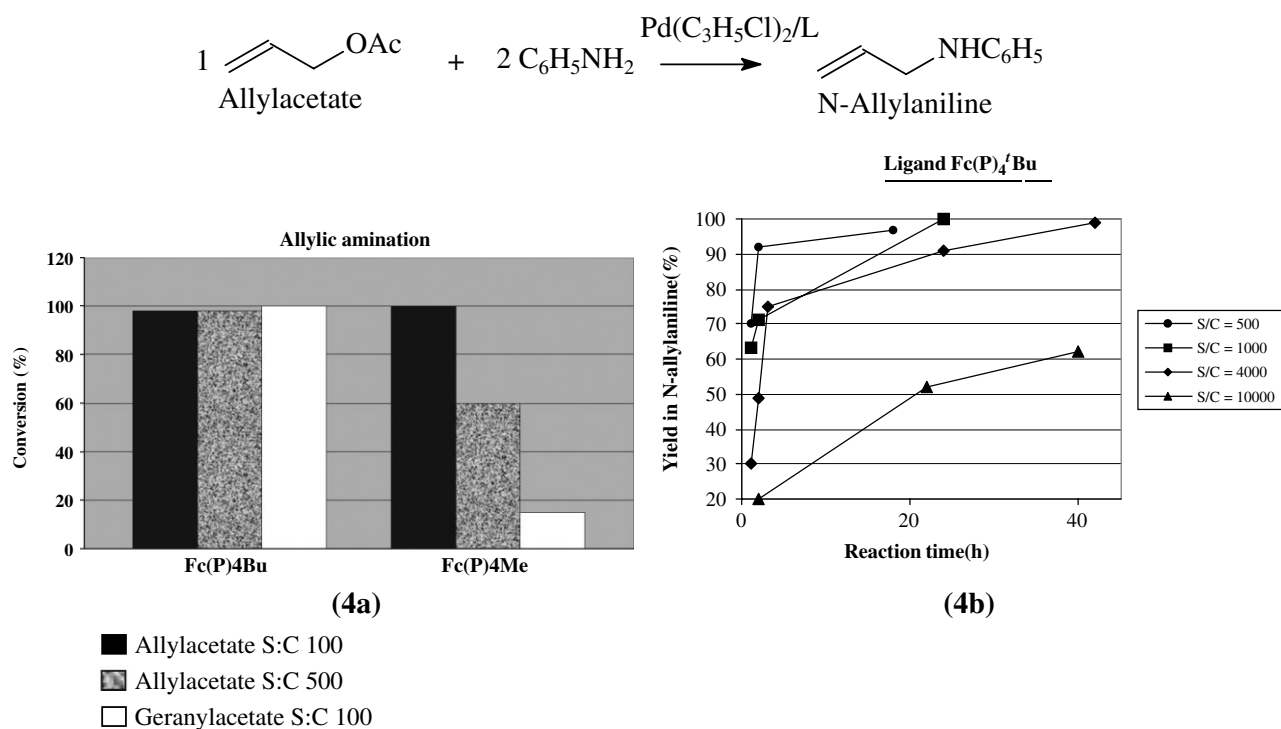 1 OAc + 2 C₆H₅NH₂ Pd(C₃H₅Cl)₂/L NHC₆H₅
Allylacetate N-Allylaniline
Allylic amination
Conversion (%)
120
100
80
60
40
20
0
Fc(P)4Bu Fc(P)4Me
(4a)
Allylacetate S:C 100
Allylacetate S:C 500
Geranylacetate S:C 100
Ligand Fc(P)₄ᵗBu
Yield in N-allylaniline(%)
100
90
80
70
60
50
40
30
20
0 20 40
Reaction time(h)
S/C = 500
S/C = 1000
S/C = 4000
S/C = 10000
(4b)